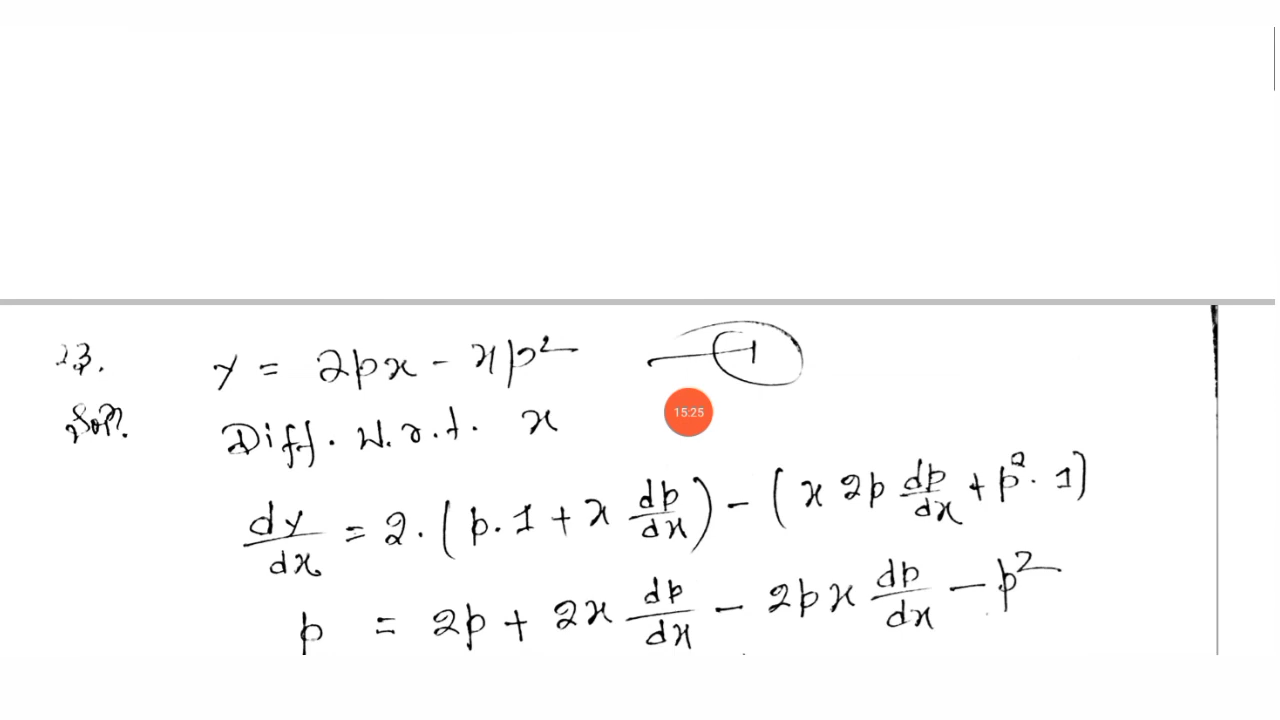 23. y = 2px - xp² —(1)
Soln. Diff. w.r.t. x
15:25
dy/dx = 2.(p.1 + x dp/dx) - (x 2p dp/dx + p².1)
p = 2p + 2x dp/dx - 2px dp/dx - p²